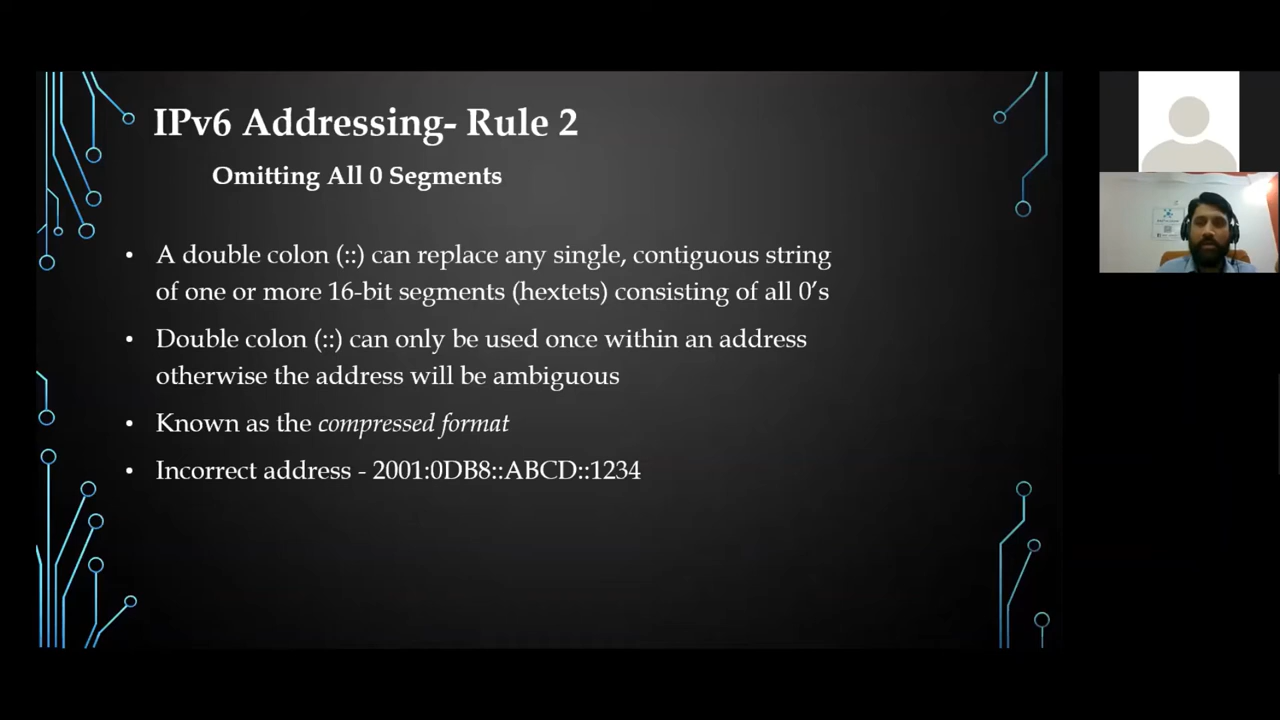 IPv6 Addressing- Rule 2
Omitting All 0 Segments
• A double colon (::) can replace any single, contiguous string
of one or more 16-bit segments (hextets) consisting of all 0’s
• Double colon (::) can only be used once within an address
otherwise the address will be ambiguous
• Known as the compressed format
• Incorrect address - 2001:0DB8::ABCD::1234